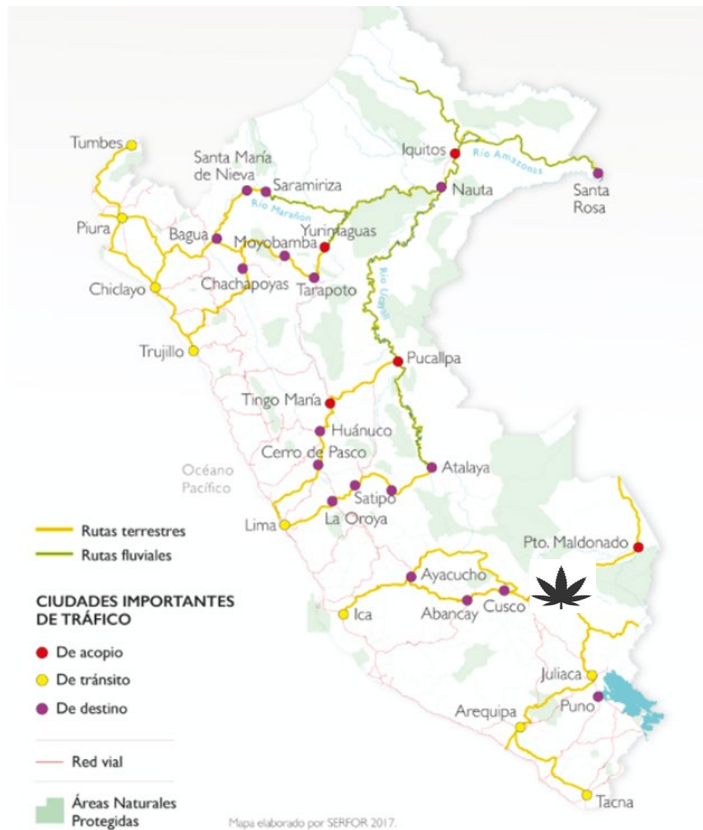 Tumbes
Santa María
de Nieva
Saramiriza
Iquitos
Río Amazonas
Nauta
Santa
Rosa
Piura
Río Marañón
Bagua
Moyobamba
Yurimaguas
Chiclayo
Chachapoyas
Tarapoto
Río Ucayali
Trujillo
Pucallpa
Tingo María
Huánuco
Cerro de Pasco
Océano
Pacífico
Atalaya
Satipo
La Oroya
Lima
Rutas terrestres
Rutas fluviales
Pto. Maldonado
Ayacucho
Cusco
Abancay
Ica
CIUDADES IMPORTANTES
DE TRÁFICO
De acopio
De tránsito
De destino
Juliaca
Puno
Arequipa
Red vial
Tacna
Áreas Naturales
Protegidas
Mapa elaborado por SERFOR 2017.